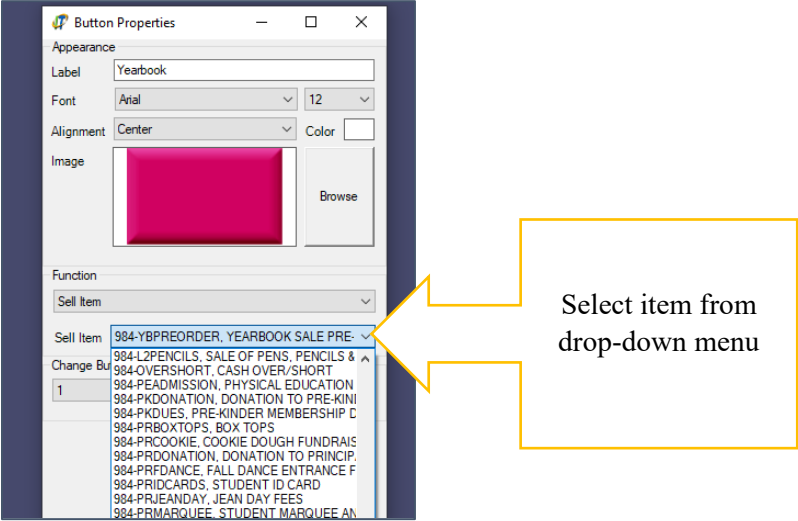 Button Properties
Appearance
Label Yearbook
Font Arial 12
Alignment Center Color
Image
Browse
Function
Sell Item
Sell Item 984-YBPREORDER, YEARBOOK SALE PRE-
984-L2PENCILS, SALE OF PENS, PENCILS &
984-OVERSHORT, CASH OVER/SHORT
Change Bu
984-PEADMISSION, PHYSICAL EDUCATION
1
984-PKDONATION, DONATION TO PRE-KIN
984-PKDUES, PRE-KINDER MEMBERSHIP D
984-PRBOXTOPS, BOX TOPS
984-PRCOOKIE, COOKIE DOUGH FUNDRAIS
984-PRDONATION, DONATION TO PRINCIP
984-PRFDANCE, FALL DANCE ENTRANCE F
984-PRIDCARDS, STUDENT ID CARD
984-PRJEANDAY, JEAN DAY FEES
984-PRMARQUEE, STUDENT MARQUEE AN
Select item from
drop-down menu